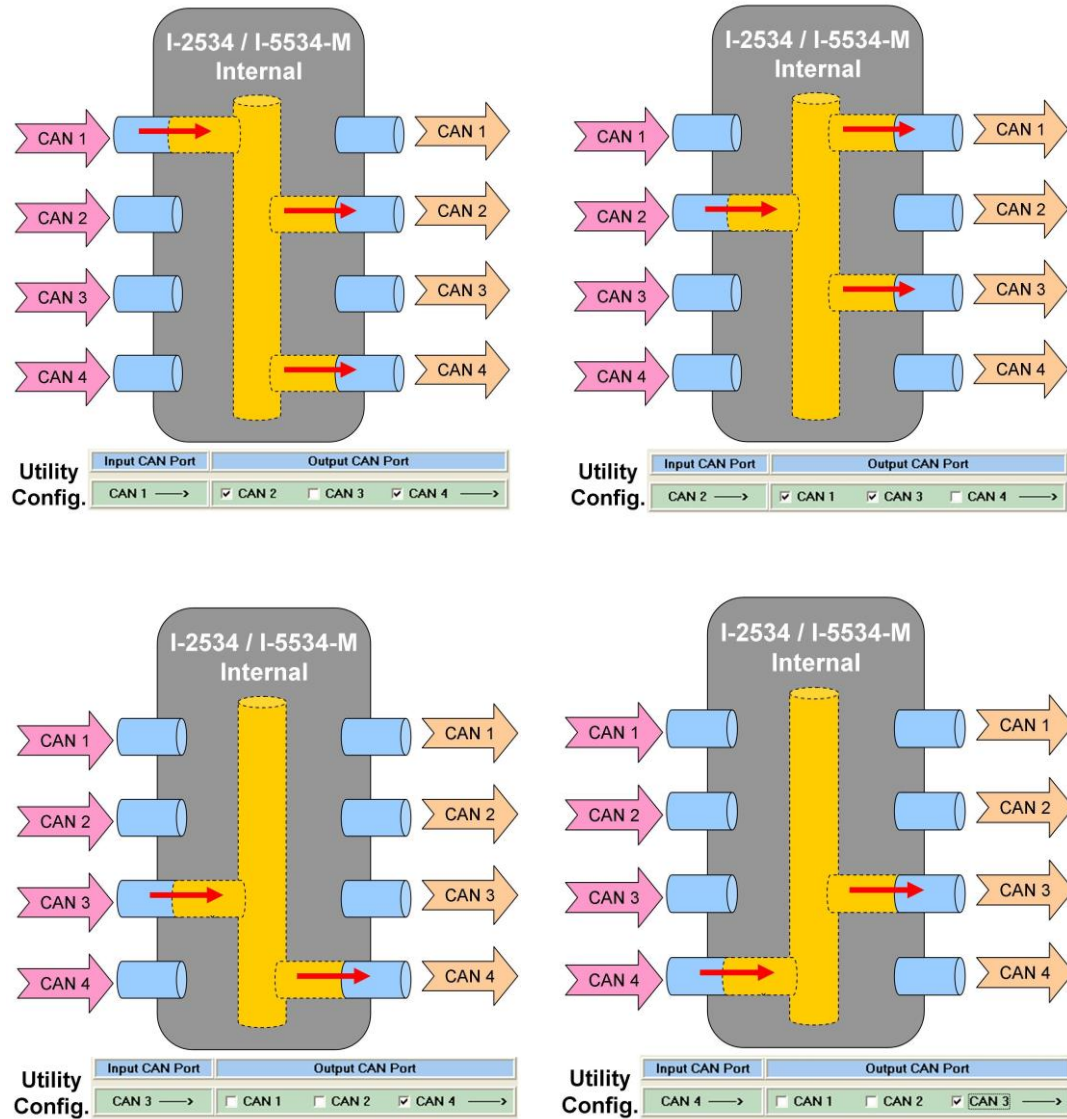 I-2534 / I-5534-M
Internal
CAN 1
CAN 1
CAN 2
CAN 2
CAN 3
CAN 3
CAN 4
CAN 4
Utility
Config.
Input CAN Port Output CAN Port
CAN 1 CAN 2 CAN 3 CAN 4
I-2534 / I-5534-M
Internal
CAN 1
CAN 1
CAN 2
CAN 2
CAN 3
CAN 3
CAN 4
CAN 4
Utility
Config.
Input CAN Port Output CAN Port
CAN 2 CAN 1 CAN 3 CAN 4
I-2534 / I-5534-M
Internal
CAN 1
CAN 1
CAN 2
CAN 2
CAN 3
CAN 3
CAN 4
CAN 4
Utility
Config.
Input CAN Port Output CAN Port
CAN 3 CAN 1 CAN 2 CAN 4
I-2534 / I-5534-M
Internal
CAN 1
CAN 1
CAN 2
CAN 2
CAN 3
CAN 3
CAN 4
CAN 4
Utility
Config.
Input CAN Port Output CAN Port
CAN 4 CAN 1 CAN 2 CAN 3